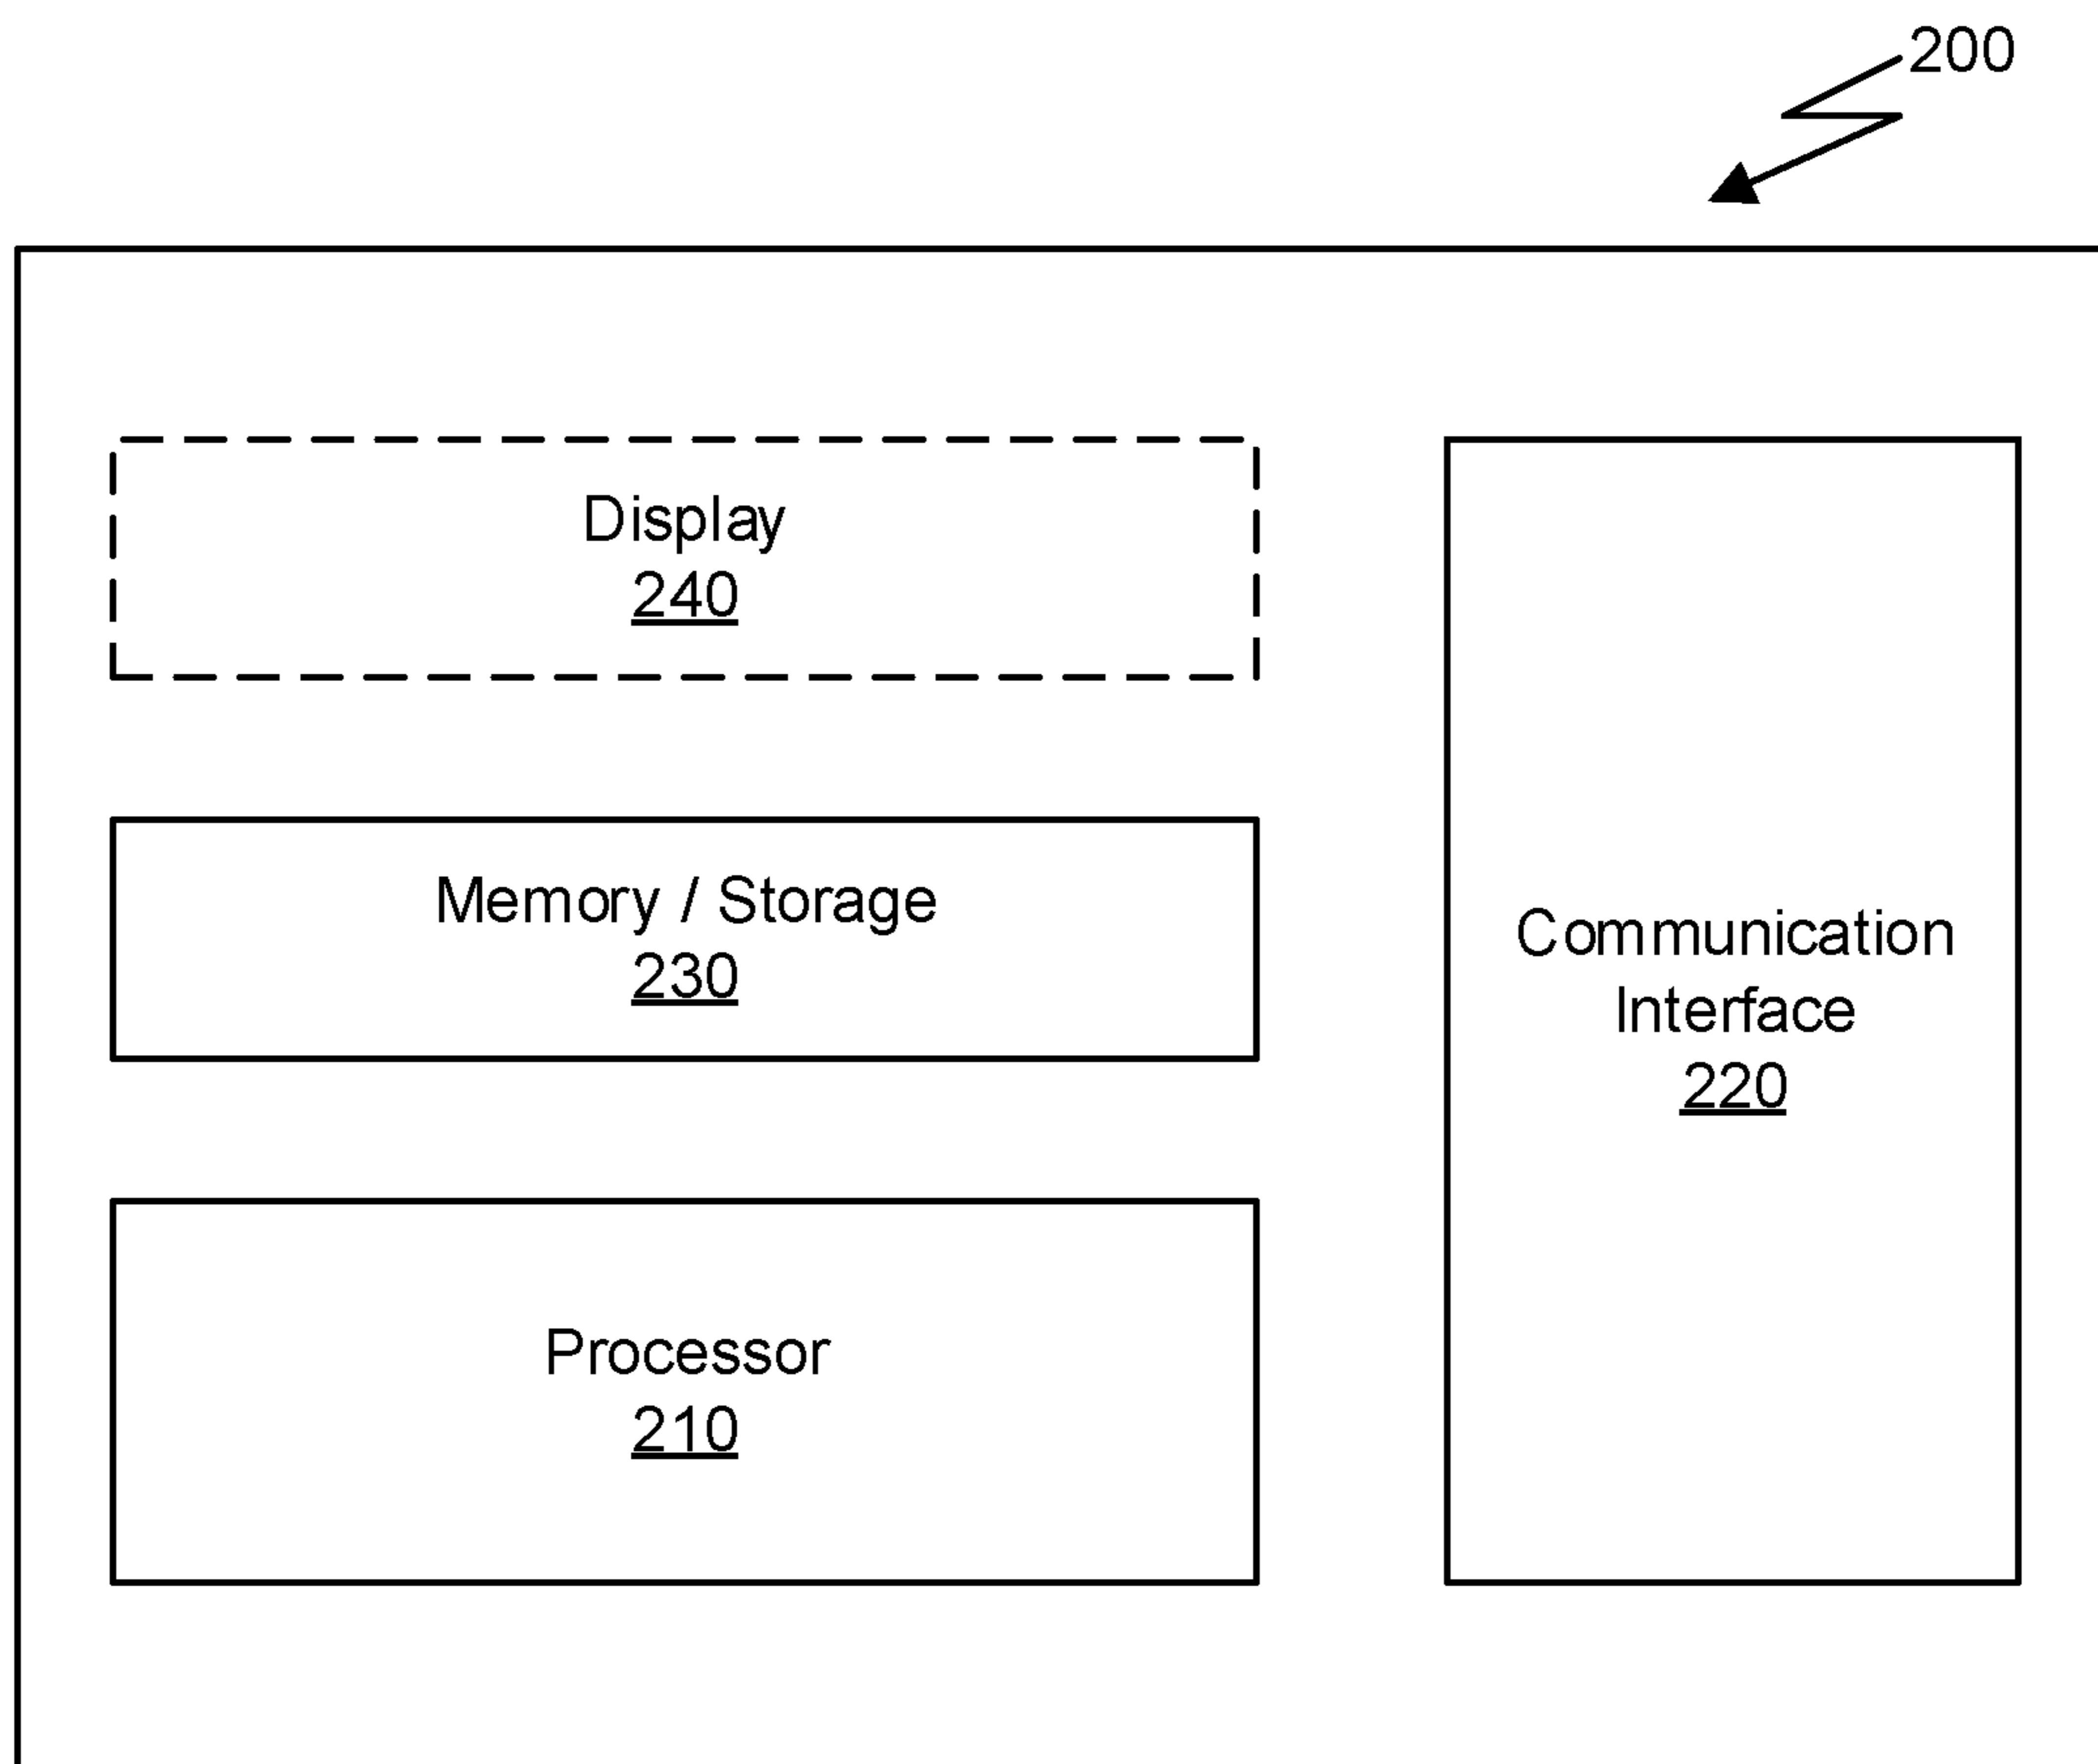 200
Display
240
Memory / Storage
230
Processor
210
Communication
Interface
220